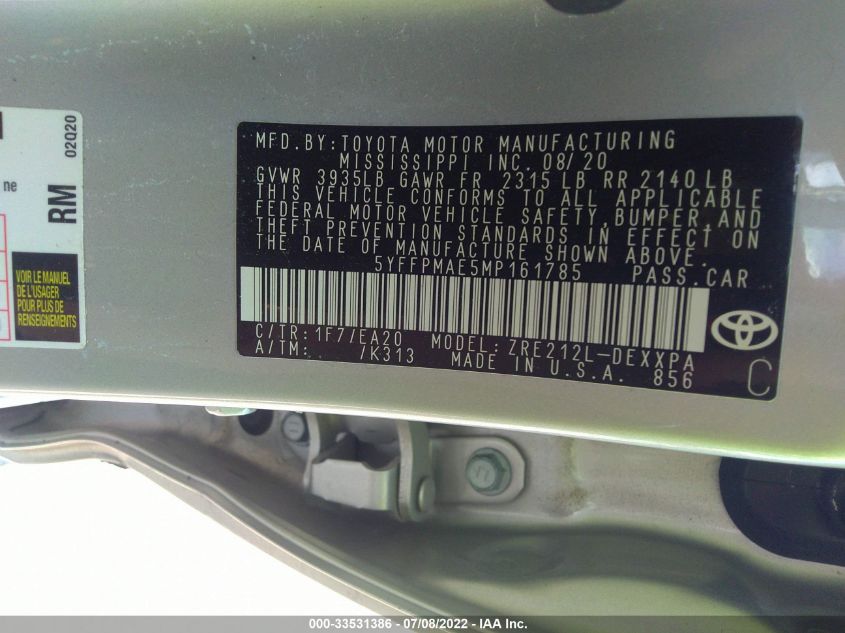 ne
RM
02Q20
VOIR LE MANUEL
DE L'USAGER
POUR PLUS DE
RENSEIGNEMENTS
MFD. BY: TOYOTA MOTOR MANUFACTURING
MISSISSIPPI INC. 08/20
GVWR 3935LB GAWR FR 2315 LB RR 2140 LB
THIS VEHICLE CONFORMS TO ALL APPLICABLE
FEDERAL MOTOR VEHICLE SAFETY, BUMPER, AND
THEFT PREVENTION STANDARDS IN EFFECT ON
THE DATE OF MANUFACTURE SHOWN ABOVE.
5YFFPMAE5MP161785 PASS.CAR
C/TR: 1F7/EA20 MODEL: ZRE212L-DEXXPA
A/TM: /K313 MADE IN U.S.A. 856
C
000-33531386 - 07/08/2022 - IAA Inc.